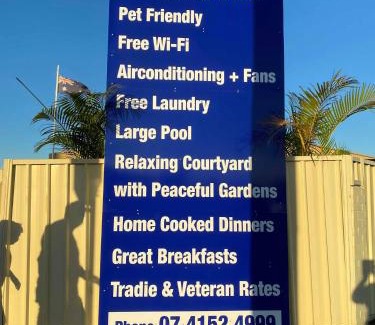 Pet Friendly
Free Wi-Fi
Airconditioning + Fans
Free Laundry
Large Pool
Relaxing Courtyard
with Peaceful Gardens
Home Cooked Dinners
Great Breakfasts
Tradie & Veteran Rates
Phone 07 4152 4999